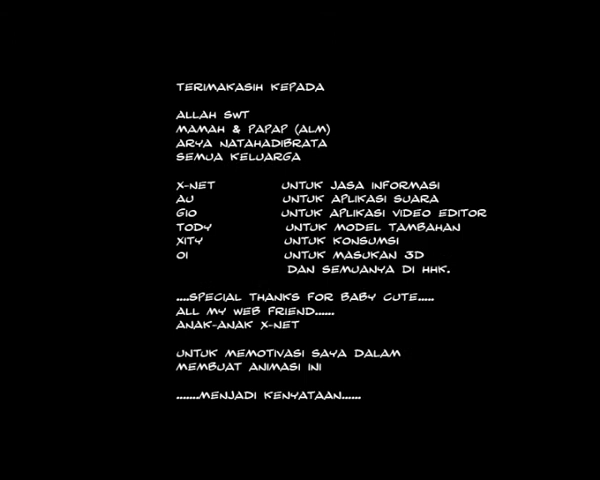 TERIMAKASIH KEPADA
ALLAH SWT
MAMAH & PAPAP (ALM)
ARYA NATAHADIBRATA
SEMUA KELUARGA
X-NET UNTUK JASA INFORMASI
AU UNTUK APLIKASI SUARA
GIO UNTUK APLIKASI VIDEO EDITOR
TODY UNTUK MODEL TAMBAHAN
XITY UNTUK KONSUMSI
OI UNTUK MASUKAN 3D
DAN SEMUANYA DI HHK.
....SPECIAL THANKS FOR BABY CUTE.....
ALL MY WEB FRIEND......
ANAK-ANAK X-NET
UNTUK MEMOTIVASI SAYA DALAM
MEMBUAT ANIMASI INI
.......MENJADI KENYATAAN......